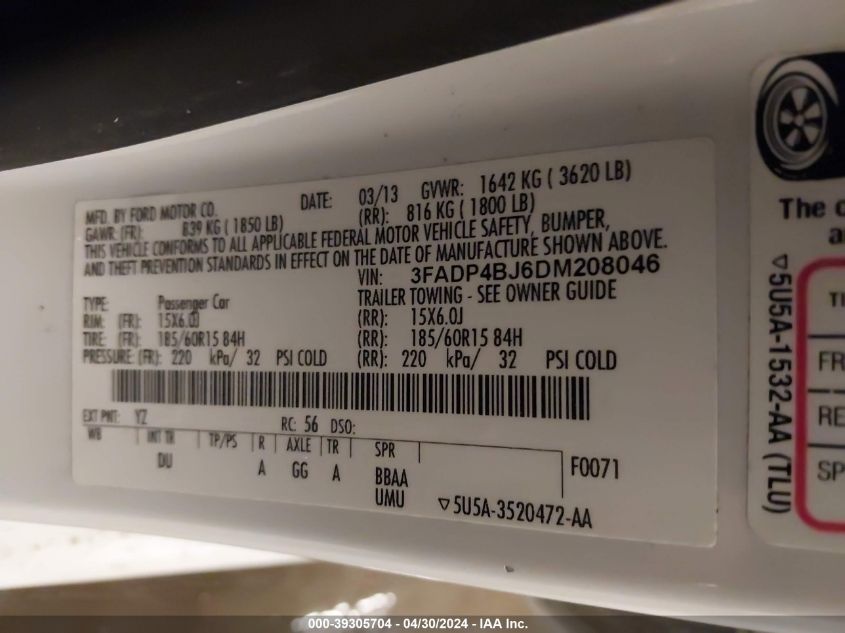 MFD. BY FORD MOTOR CO. DATE: 03/13 GVWR: 1642 KG ( 3620 LB)
GAWR: (FR): 839 KG ( 1850 LB) (RR): 816 KG ( 1800 LB)
THIS VEHICLE CONFORMS TO ALL APPLICABLE FEDERAL MOTOR VEHICLE SAFETY, BUMPER,
AND THEFT PREVENTION STANDARDS IN EFFECT ON THE DATE OF MANUFACTURE SHOWN ABOVE.
VIN: 3FADP4BJ6DM208046
TYPE: Passenger Car TRAILER TOWING - SEE OWNER GUIDE
RIM: (FR): 15X6.0J (RR): 15X6.0J
TIRE: (FR): 185/60R15 84H (RR): 185/60R15 84H
PRESSURE: (FR): 220 kPa/ 32 PSI COLD (RR): 220 kPa/ 32 PSI COLD
EXT PNT: YZ RC: 56 DSO:
WB INT TR TP/PS R AXLE TR SPR
DU A GG A BBAA F0071
UMU ▽5U5A-3520472-AA
The
▽5U5A-1532-AA (TLU)
FR
RE
SP
000-39305704 - 04/30/2024 - IAA Inc.